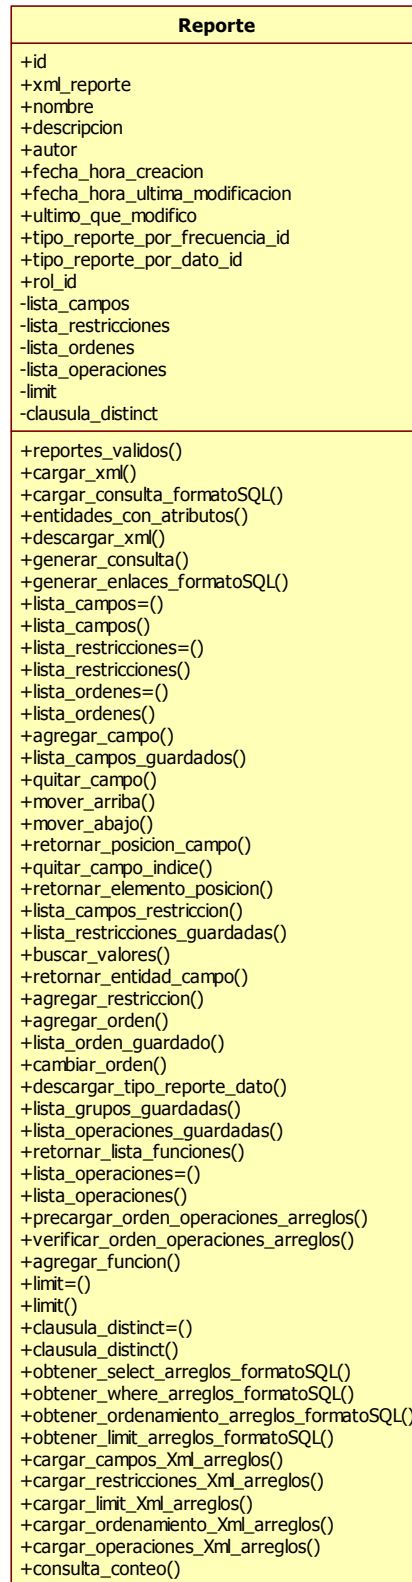 Reporte
+id
+xml_reporte
+nombre
+descripcion
+autor
+fecha_hora_creacion
+fecha_hora_ultima_modificacion
+ultimo_que_modifico
+tipo_reporte_por_frecuencia_id
+tipo_reporte_por_dato_id
+rol_id
-lista_campos
-lista_restricciones
-lista_ordenes
-lista_operaciones
-limit
-clausula_distinct
+reportes_validos()
+cargar_xml()
+cargar_consulta_formatoSQL()
+entidades_con_atributos()
+descargar_xml()
+generar_consulta()
+generar_enlaces_formatoSQL()
+lista_campos=()
+lista_campos()
+lista_restricciones=()
+lista_restricciones()
+lista_ordenes=()
+lista_ordenes()
+agregar_campo()
+lista_campos_guardados()
+quitar_campo()
+mover_arriba()
+mover_abajo()
+retornar_posicion_campo()
+quitar_campo_indice()
+retornar_elemento_posicion()
+lista_campos_restriccion()
+lista_restricciones_guardadas()
+buscar_valores()
+retornar_entidad_campo()
+agregar_restriccion()
+agregar_orden()
+lista_orden_guardado()
+cambiar_orden()
+descargar_tipo_reporte_dato()
+lista_grupos_guardadas()
+lista_operaciones_guardadas()
+retornar_lista_funciones()
+lista_operaciones=()
+lista_operaciones()
+precargar_orden_operaciones_arreglos()
+verificar_orden_operaciones_arreglos()
+agregar_funcion()
+limit=()
+limit()
+clausula_distinct=()
+clausula_distinct()
+obtener_select_arreglos_formatoSQL()
+obtener_where_arreglos_formatoSQL()
+obtener_ordenamiento_arreglos_formatoSQL()
+obtener_limit_arreglos_formatoSQL()
+cargar_campos_Xml_arreglos()
+cargar_restricciones_Xml_arreglos()
+cargar_limit_Xml_arreglos()
+cargar_ordenamiento_Xml_arreglos()
+cargar_operaciones_Xml_arreglos()
+consulta_conteo()